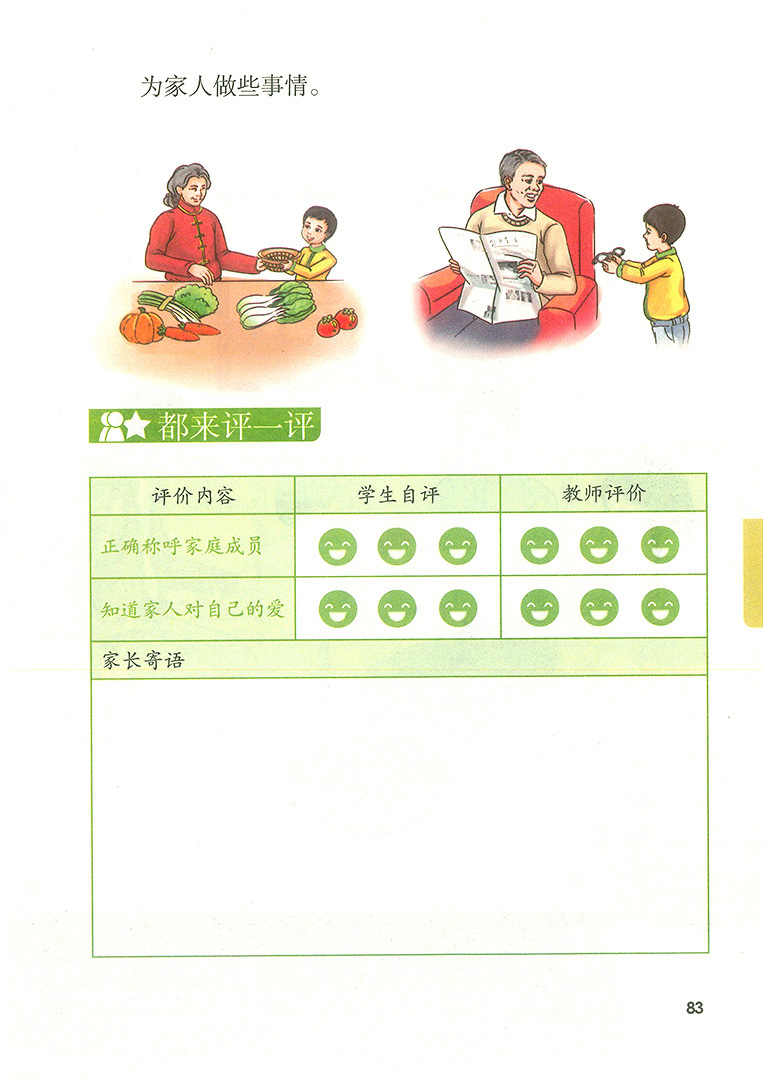 为家人做些事情。
都来评一评
评价内容 学生自评 教师评价
正确称呼家庭成员
知道家人对自己的爱
家长寄语
83